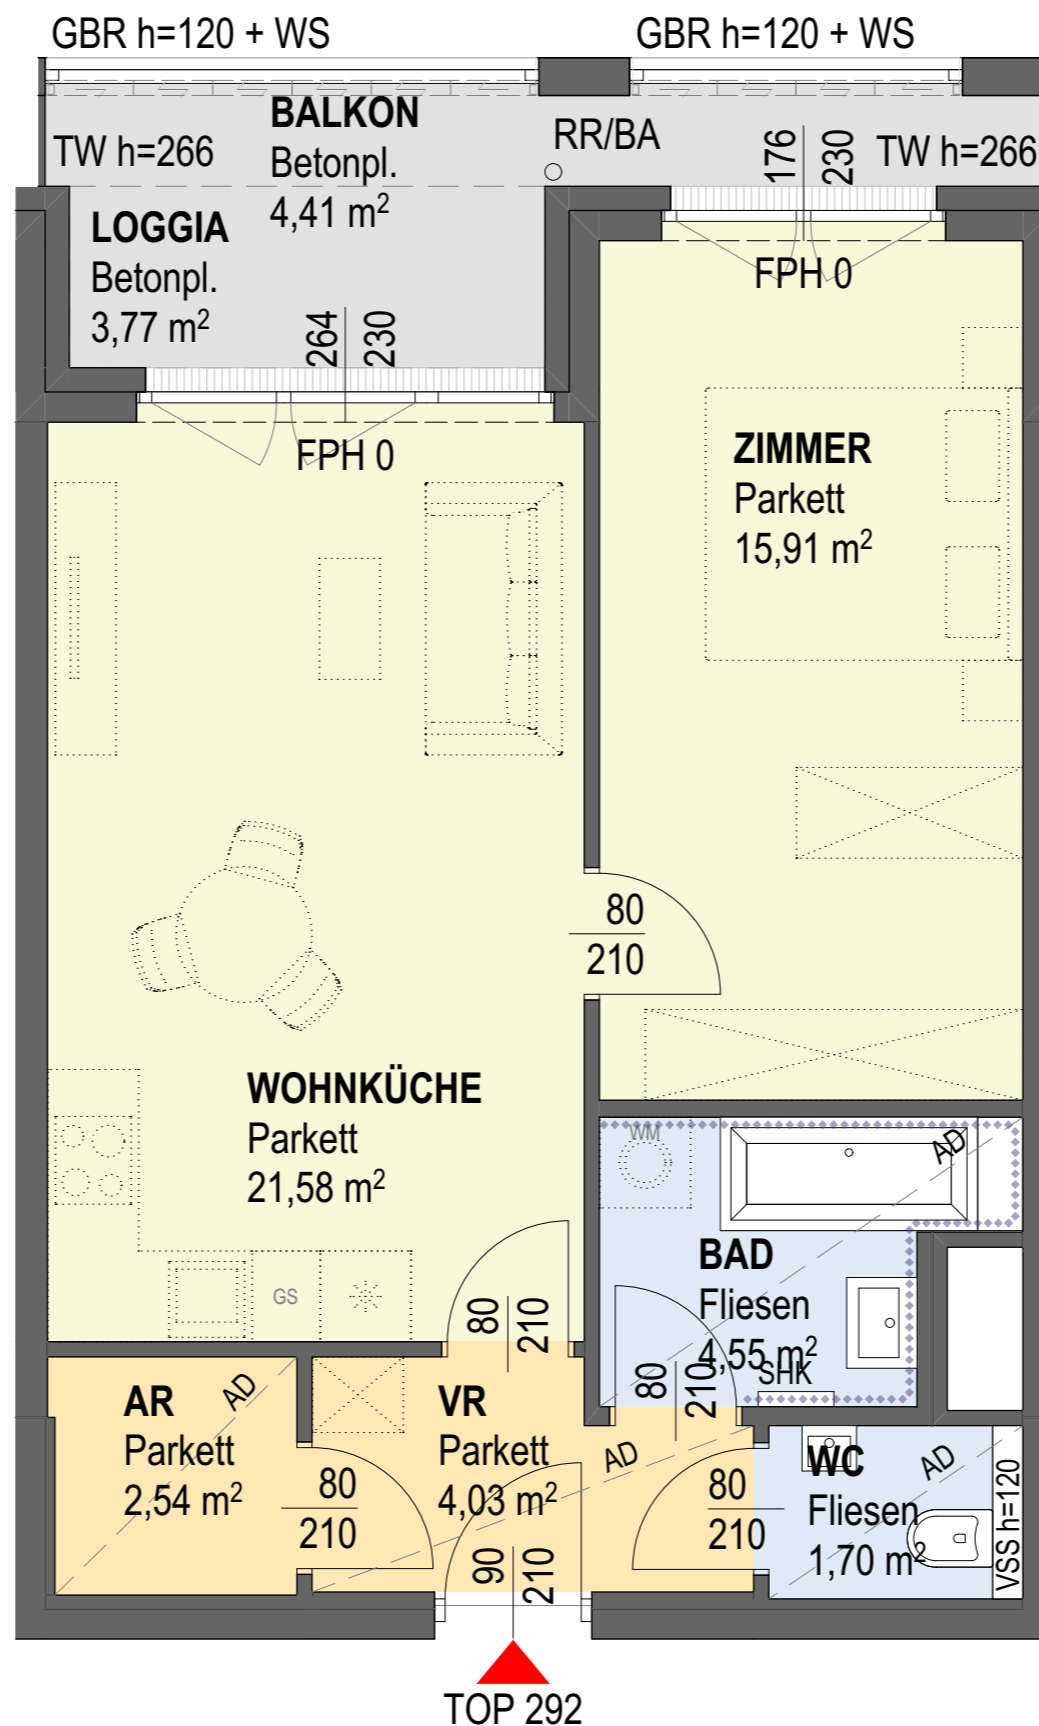 GBR h=120 + WS
GBR h=120 + WS
BALKON
Betonpl.
4,41 m²
TW h=266
RR/BA
176
230
TW h=266
LOGGIA
Betonpl.
3,77 m²
264
230
FPH 0
FPH 0
ZIMMER
Parkett
15,91 m²
80
210
WOHNKÜCHE
Parkett
21,58 m²
GS
80
210
WM
AD
BAD
Fliesen
4,55 m²
SHK
80
210
AR
Parkett
2,54 m²
AD
80
210
VR
Parkett
4,03 m²
AD
90
210
80
210
WC
Fliesen
1,70 m²
AD
VSS h=120
TOP 292